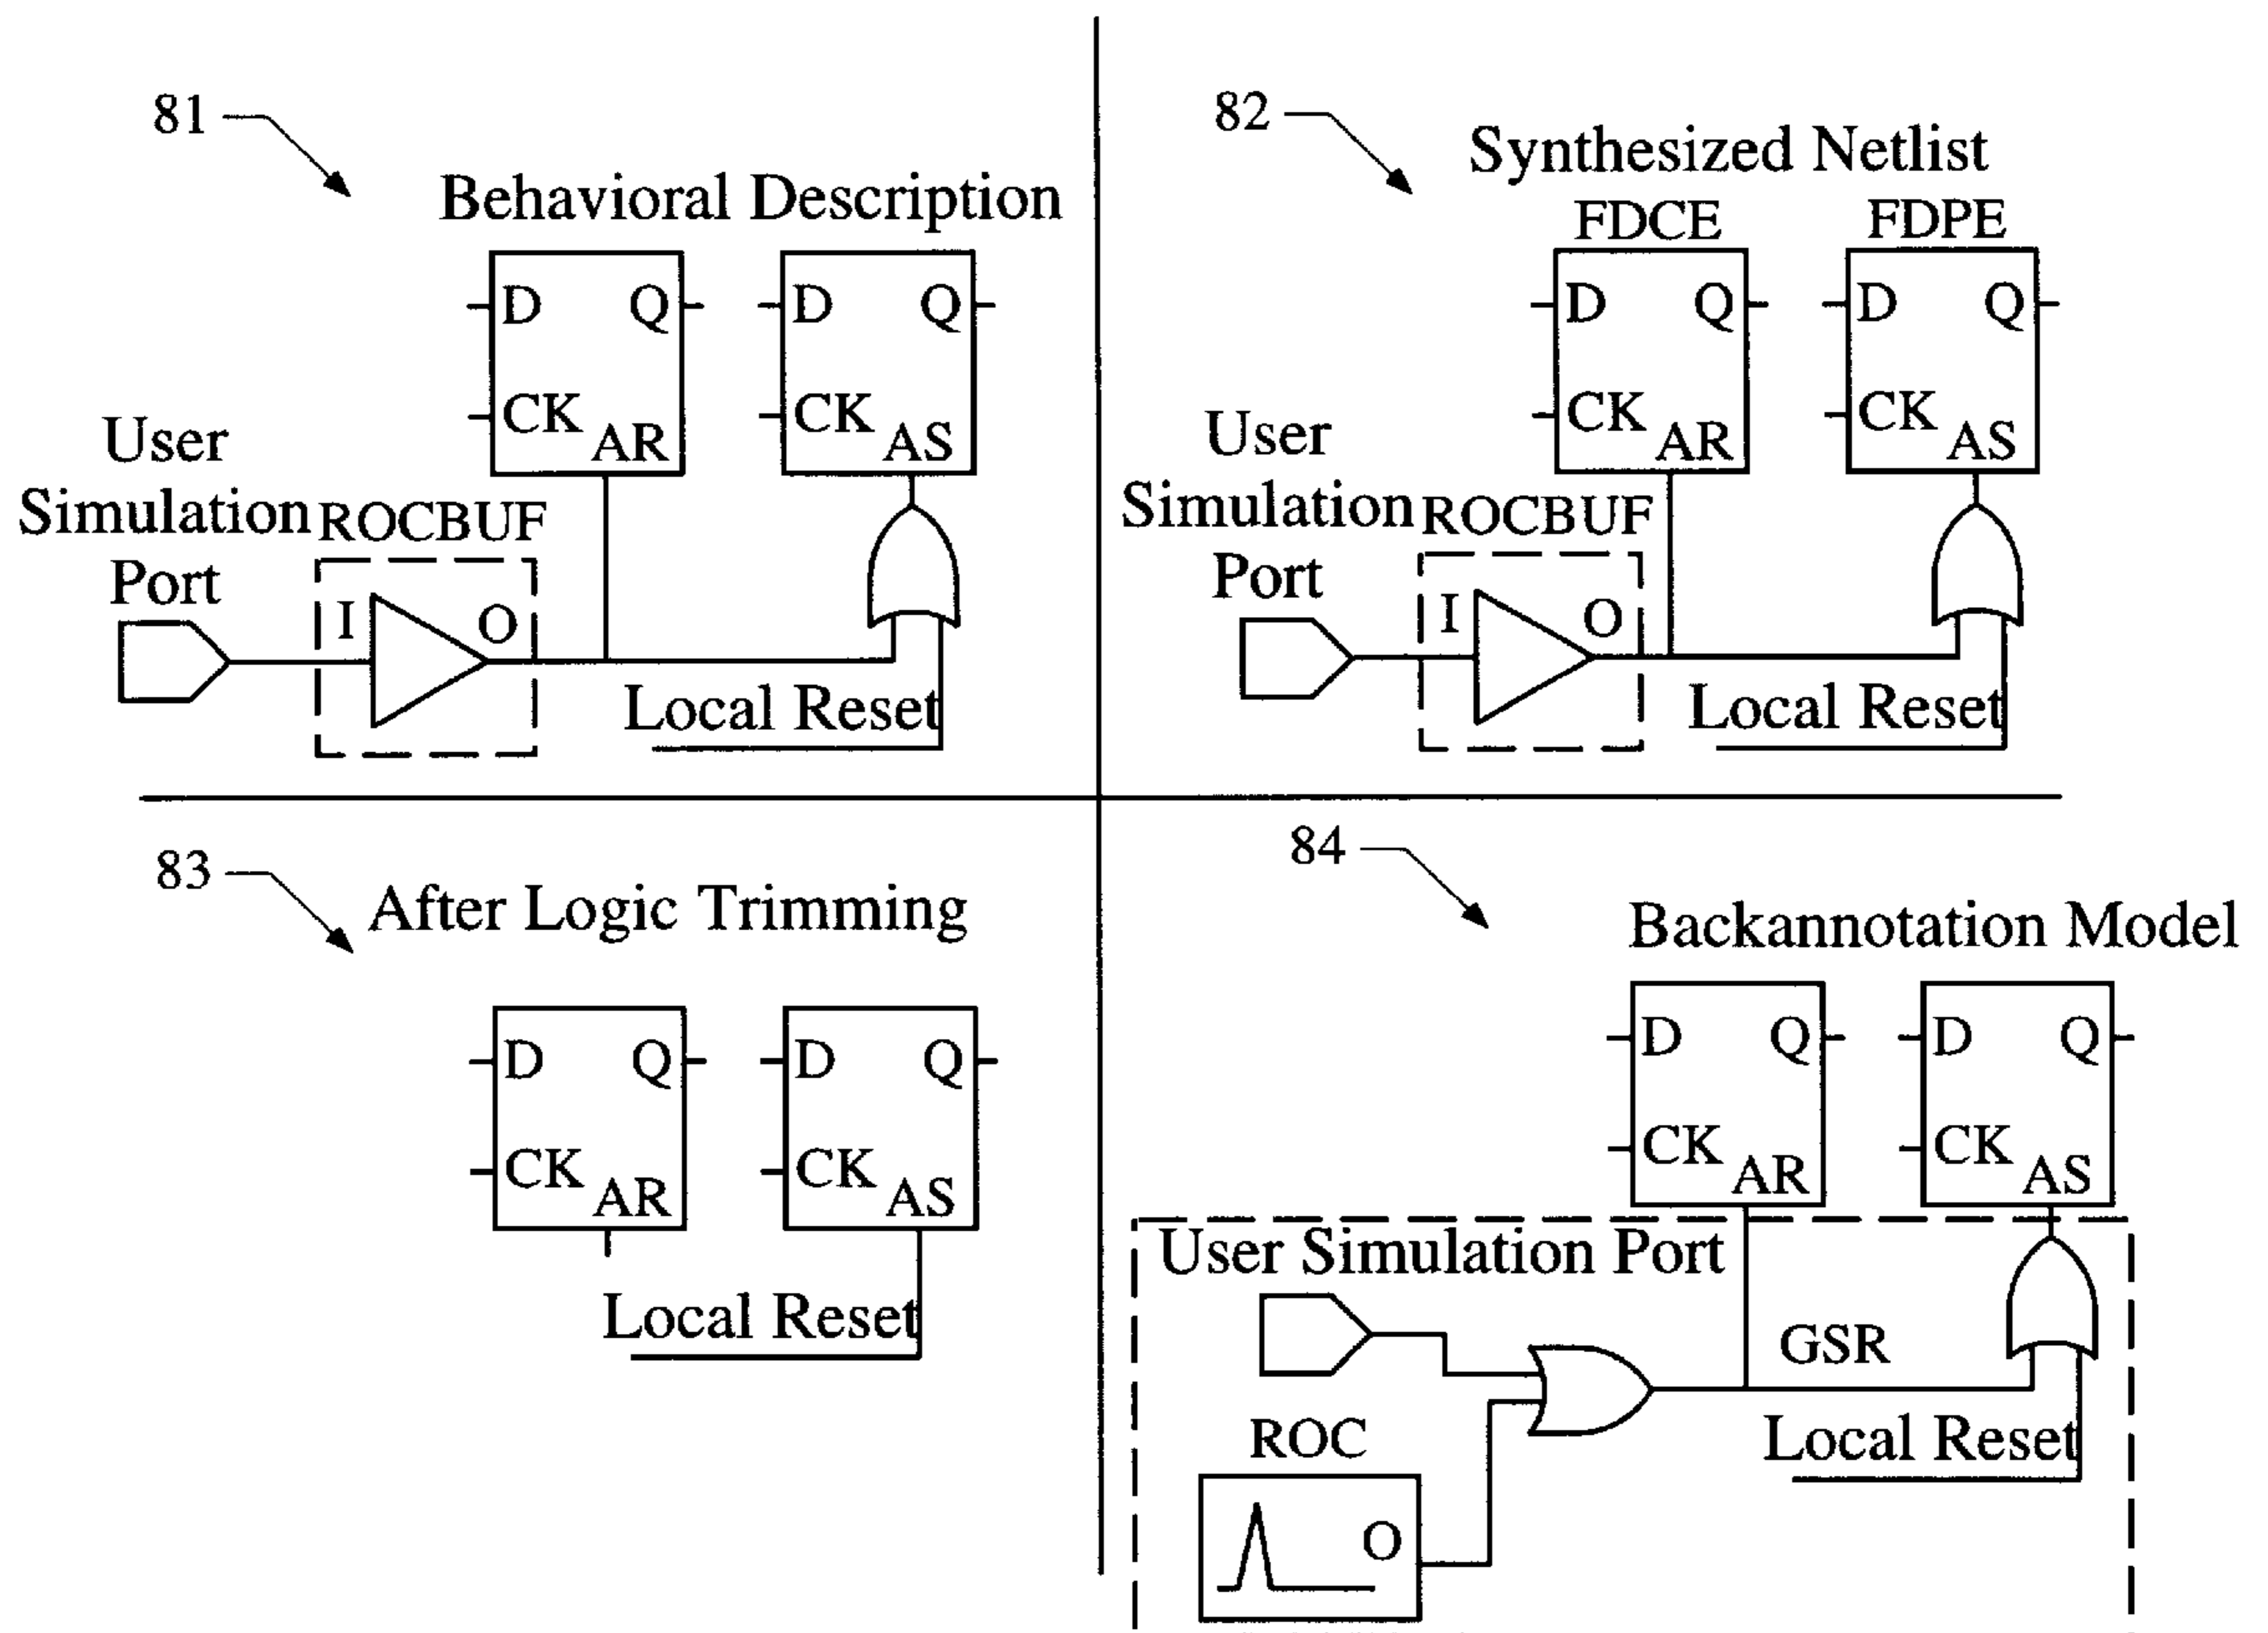 81
Behavioral Description
D Q D Q
CK AR CK AS
User
Simulation
Port
ROCBUF
I O
Local Reset
82
Synthesized Netlist
FDCE FDPE
D Q D Q
CK AR CK AS
User
Simulation
Port
ROCBUF
I O
Local Reset
83
After Logic Trimming
D Q D Q
CK AR CK AS
Local Reset
84
Backannotation Model
D Q D Q
CK AR CK AS
User Simulation Port
GSR
ROC
Local Reset
O